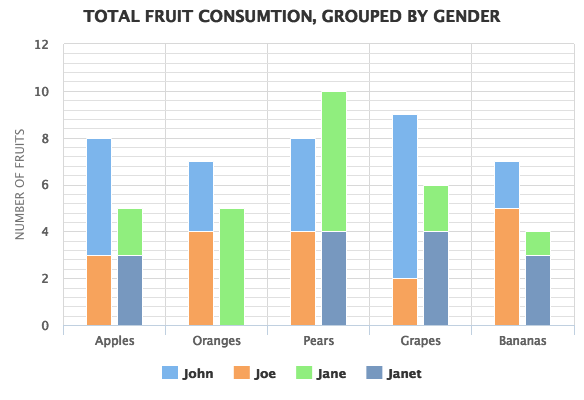 TOTAL FRUIT CONSUMTION, GROUPED BY GENDER
NUMBER OF FRUITS
12
10
8
6
4
2
0
Apples Oranges Pears Grapes Bananas
John Joe Jane Janet